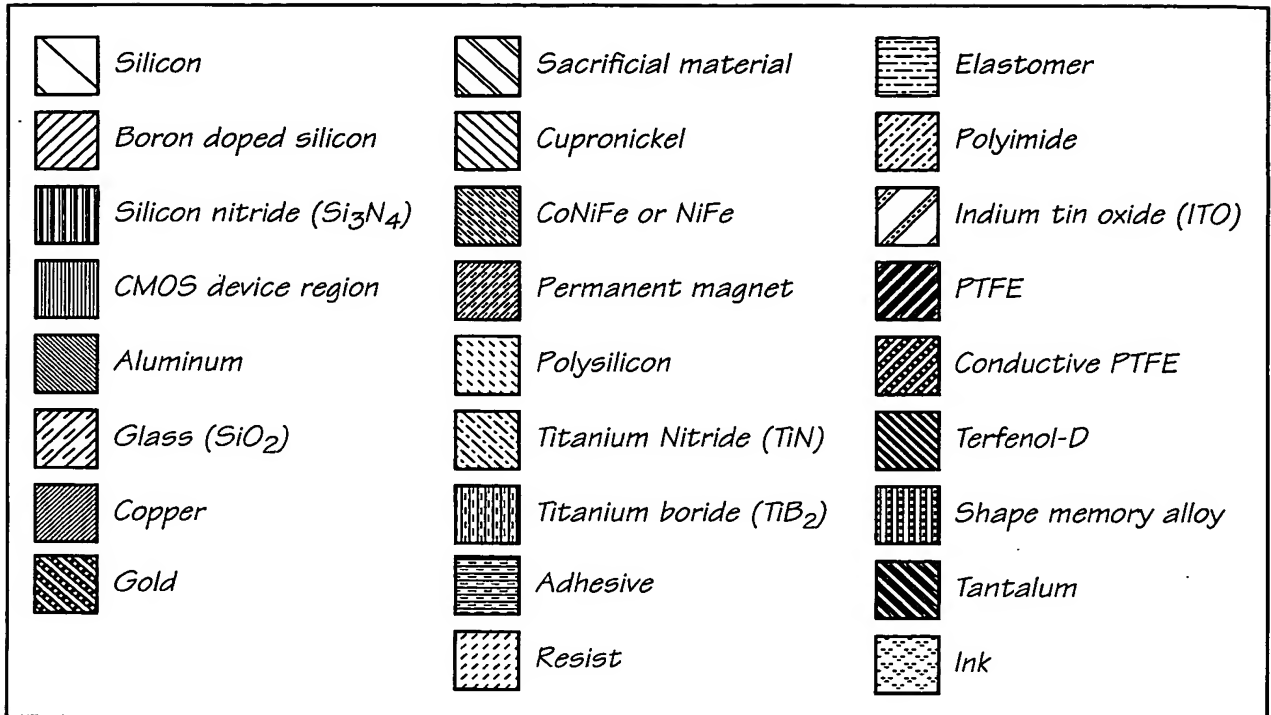 Silicon
Boron doped silicon
Silicon nitride (Si3N4)
CMOS device region
Aluminum
Glass (SiO2)
Copper
Gold
Sacrificial material
Cupronickel
CoNiFe or NiFe
Permanent magnet
Polysilicon
Titanium Nitride (TiN)
Titanium boride (TiB2)
Adhesive
Resist
Elastomer
Polyimide
Indium tin oxide (ITO)
PTFE
Conductive PTFE
Terfenol-D
Shape memory alloy
Tantalum
Ink